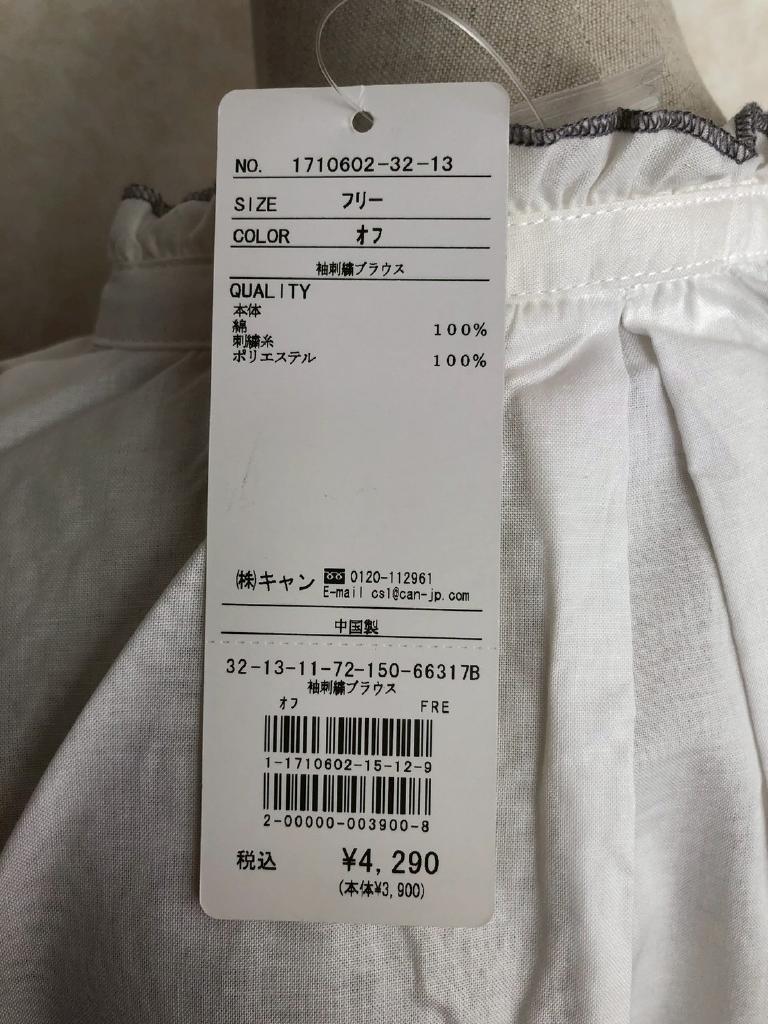 NO. 1710602-32-13
SIZE フリー
COLOR オフ
袖刺繍ブラウス
QUALITY
本体
綿 100%
刺繍糸
ポリエステル 100%
㈱キャン 0120-112961
E-mail cs1@can-jp.com
中国製
32-13-11-72-150-66317B
袖刺繍ブラウス
オフ FRE
1-1710602-15-12-9
2-00000-003900-8
税込 ¥4,290
(本体¥3,900)